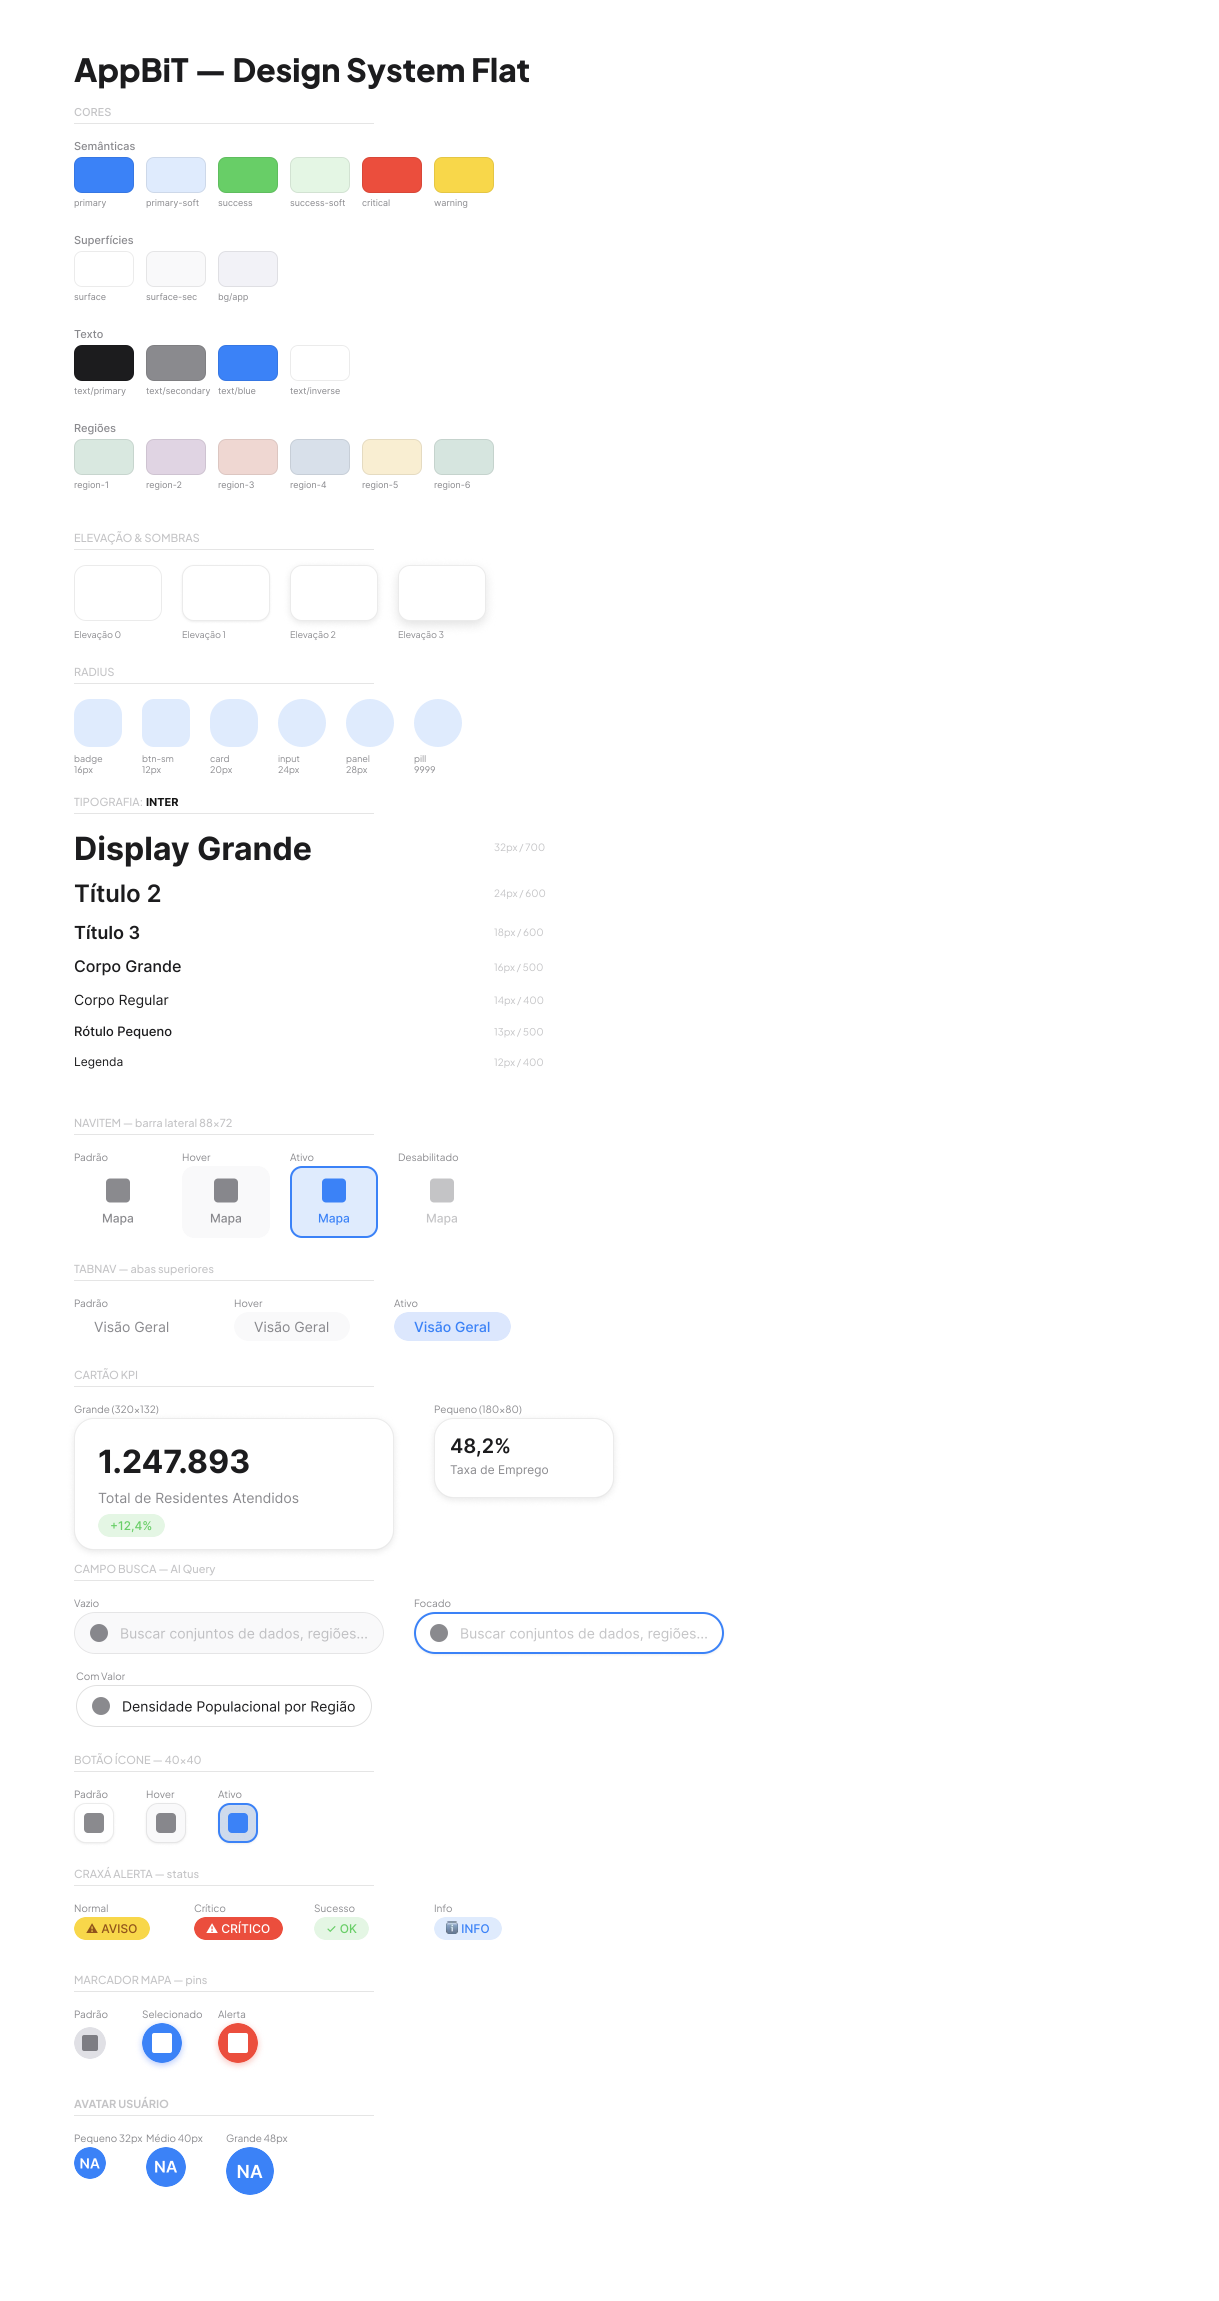 AppBiT — Design System Flat
CORES
Semânticas
primary primary-soft success success-soft critical warning
Superfícies
surface surface-sec bg/app
Texto
text/primary text/secondary text/blue text/inverse
Regiões
region-1 region-2 region-3 region-4 region-5 region-6
ELEVAÇÃO & SOMBRAS
Elevação 0 Elevação 1 Elevação 2 Elevação 3
RADIUS
badge btn-sm card input panel pill
16px 12px 20px 24px 28px 9999
TIPOGRAFIA: INTER
Display Grande 32px / 700
Título 2 24px / 600
Título 3 18px / 600
Corpo Grande 16px / 500
Corpo Regular 14px / 400
Rótulo Pequeno 13px / 500
Legenda 12px / 400
NAVITEM — barra lateral 88×72
Padrão Hover Ativo Desabilitado
Mapa Mapa Mapa Mapa
TABNAV — abas superiores
Padrão Hover Ativo
Visão Geral Visão Geral Visão Geral
CARTÃO KPI
Grande (320×132) Pequeno (180×80)
1.247.893 48,2%
Total de Residentes Atendidos Taxa de Emprego
+12,4%
CAMPO BUSCA — AI Query
Vazio Focado
Buscar conjuntos de dados, regiões... Buscar conjuntos de dados, regiões...
Com Valor
Densidade Populacional por Região
BOTÃO ÍCONE — 40×40
Padrão Hover Ativo
CRAXÁ ALERTA — status
Normal Crítico Sucesso Info
⚠ AVISO ⚠ CRÍTICO ✓ OK ℹ INFO
MARCADOR MAPA — pins
Padrão Selecionado Alerta
AVATAR USUÁRIO
Pequeno 32px Médio 40px Grande 48px
NA NA NA